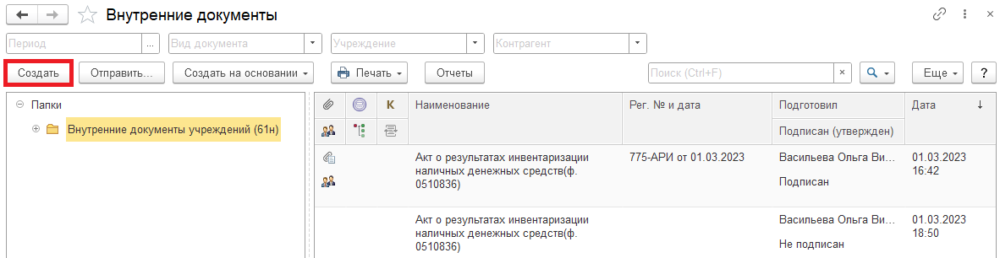 Внутренние документы
Период ... Вид документа Учреждение Контрагент
Создать Отправить... Создать на основании Печать Отчеты Поиск (Ctrl+F) × Еще ?
Папки
Внутренние документы учреждений (61н)
К Наименование Рег. № и дата Подготовил Дата ↓
Подписан (утвержден)
Акт о результатах инвентаризации 775-АРИ от 01.03.2023 Васильева Ольга Ви... 01.03.2023
наличных денежных средств(ф. 16:42
0510836) Подписан
Акт о результатах инвентаризации Васильева Ольга Ви... 01.03.2023
наличных денежных средств(ф. 18:50
0510836) Не подписан